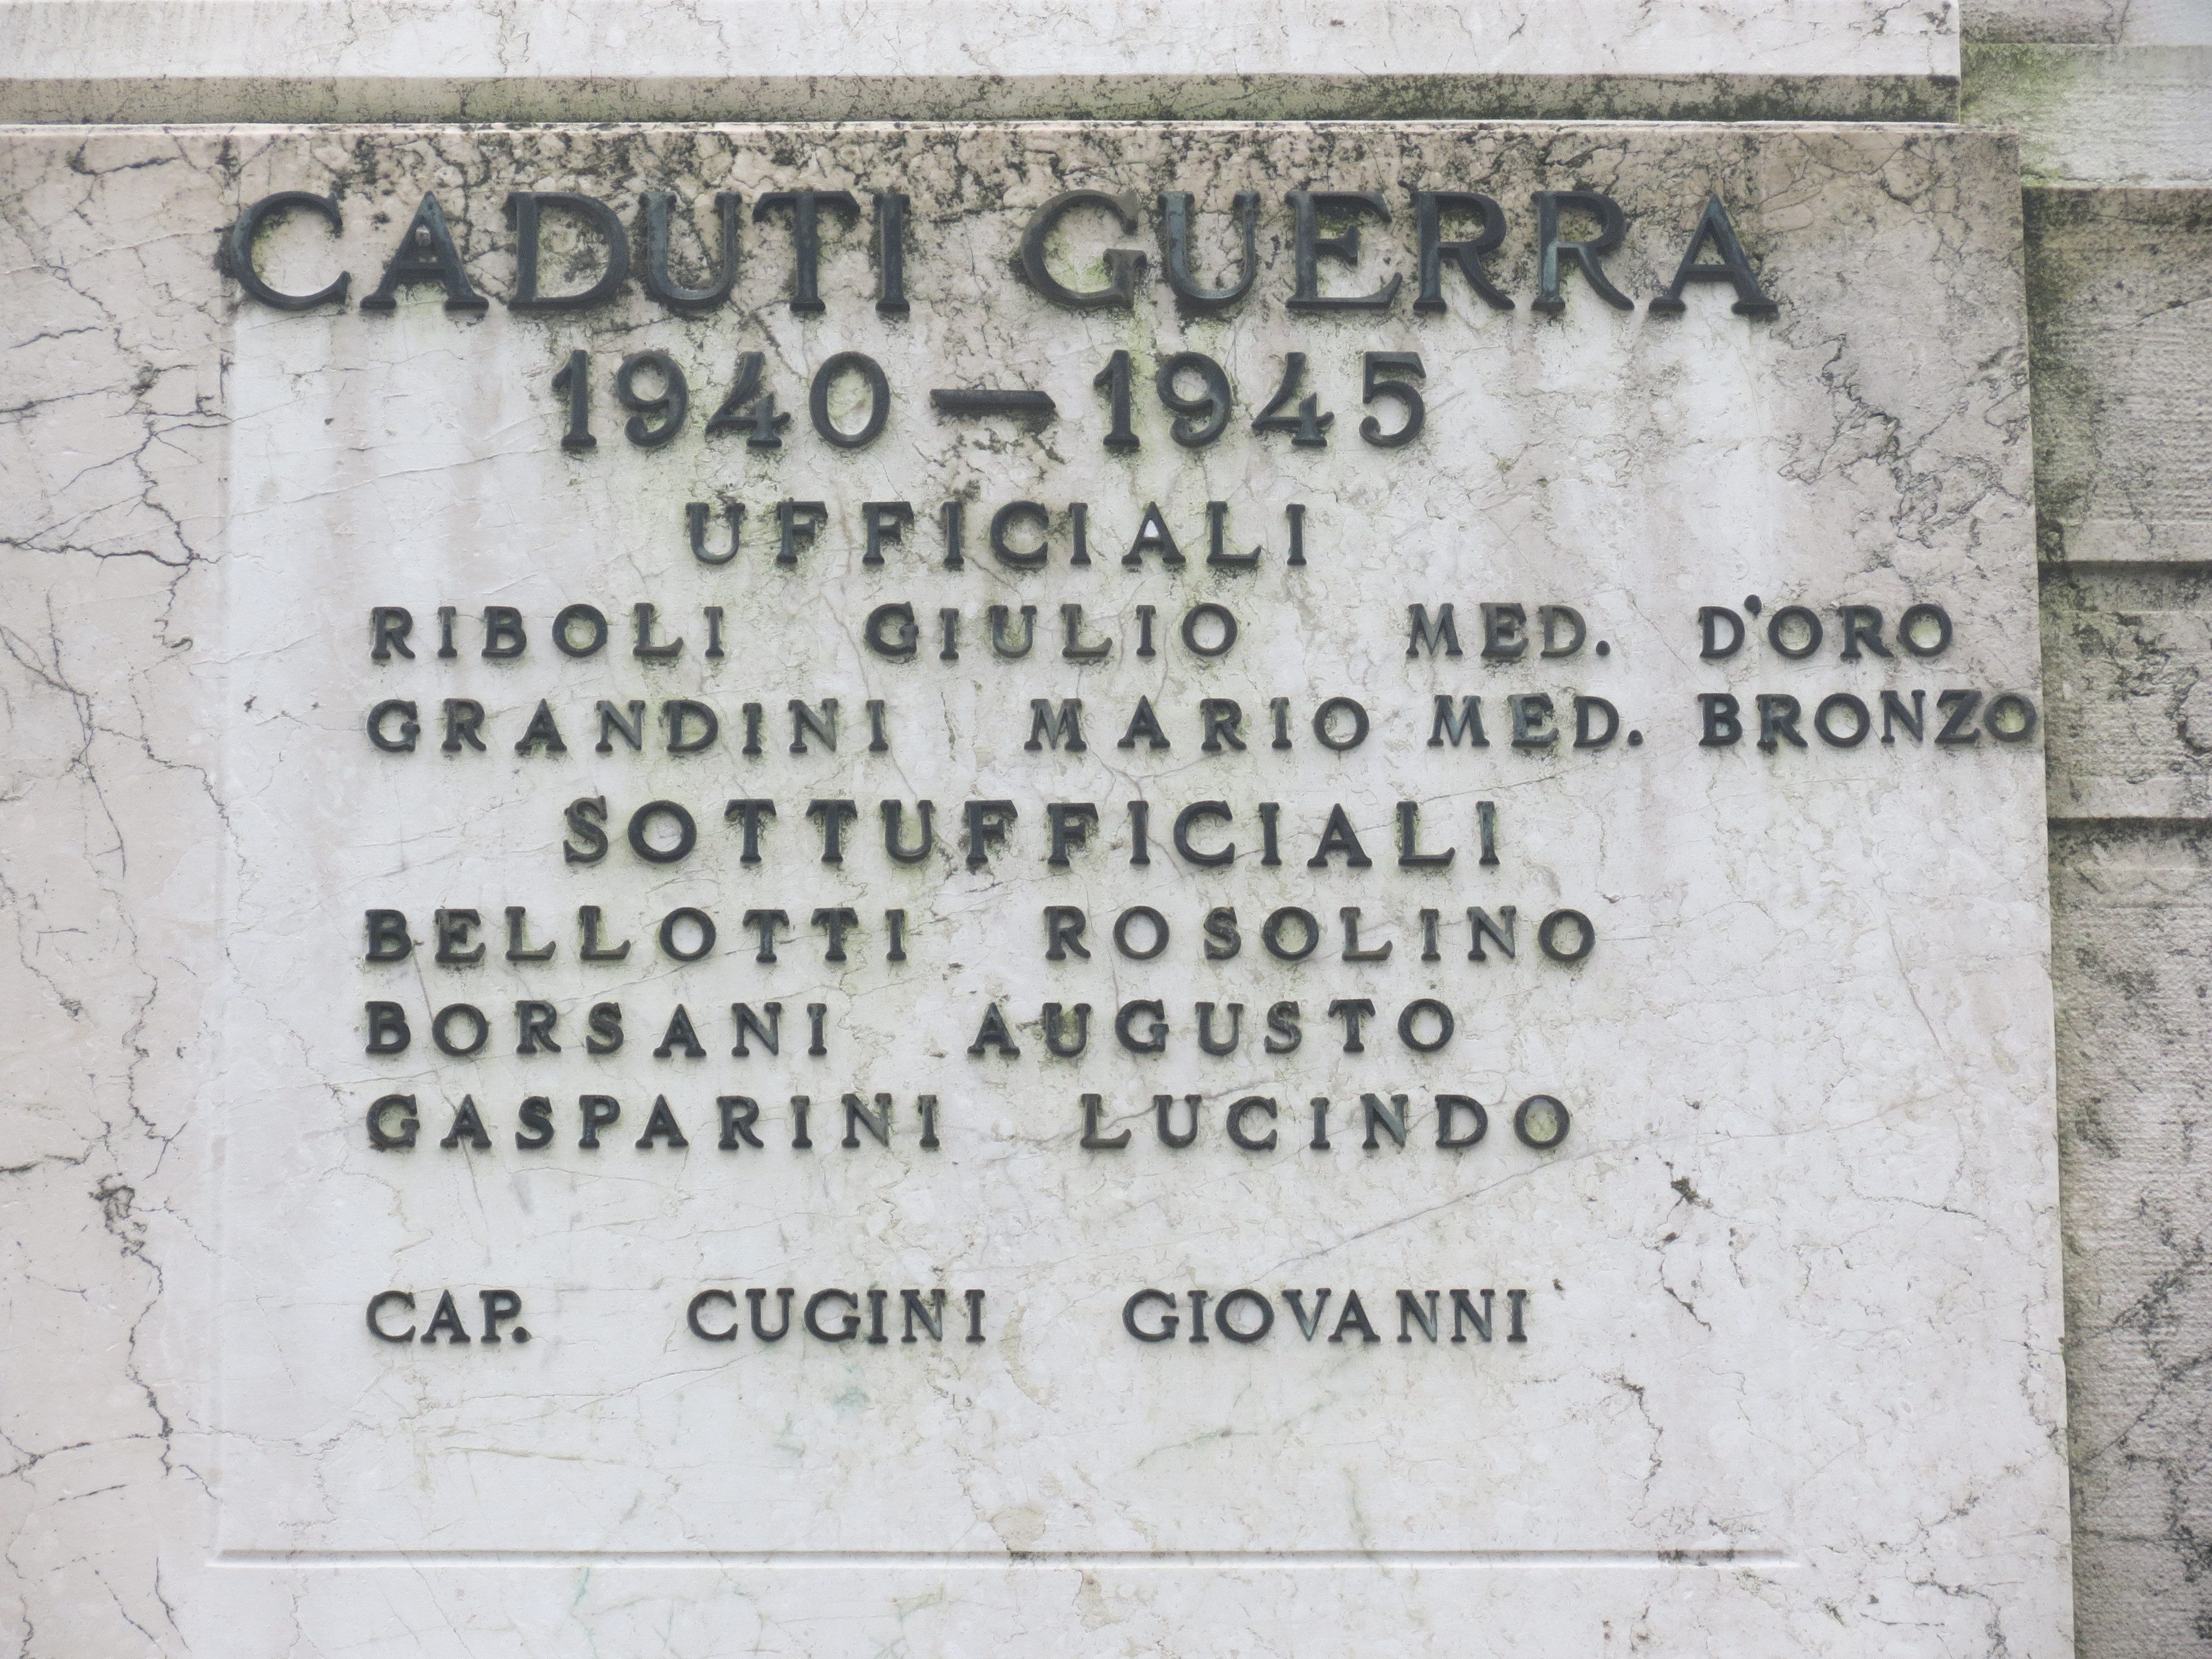 CADUTI GUERRA
1940 — 1945
UFFICIALI
RIBOLI GIULIO MED. D'ORO
GRANDINI MARIO MED. BRONZO
SOTTUFFICIALI
BELLOTTI ROSOLINO
BORSANI AUGUSTO
GASPARINI LUCINDO
CAP. CUGINI GIOVANNI